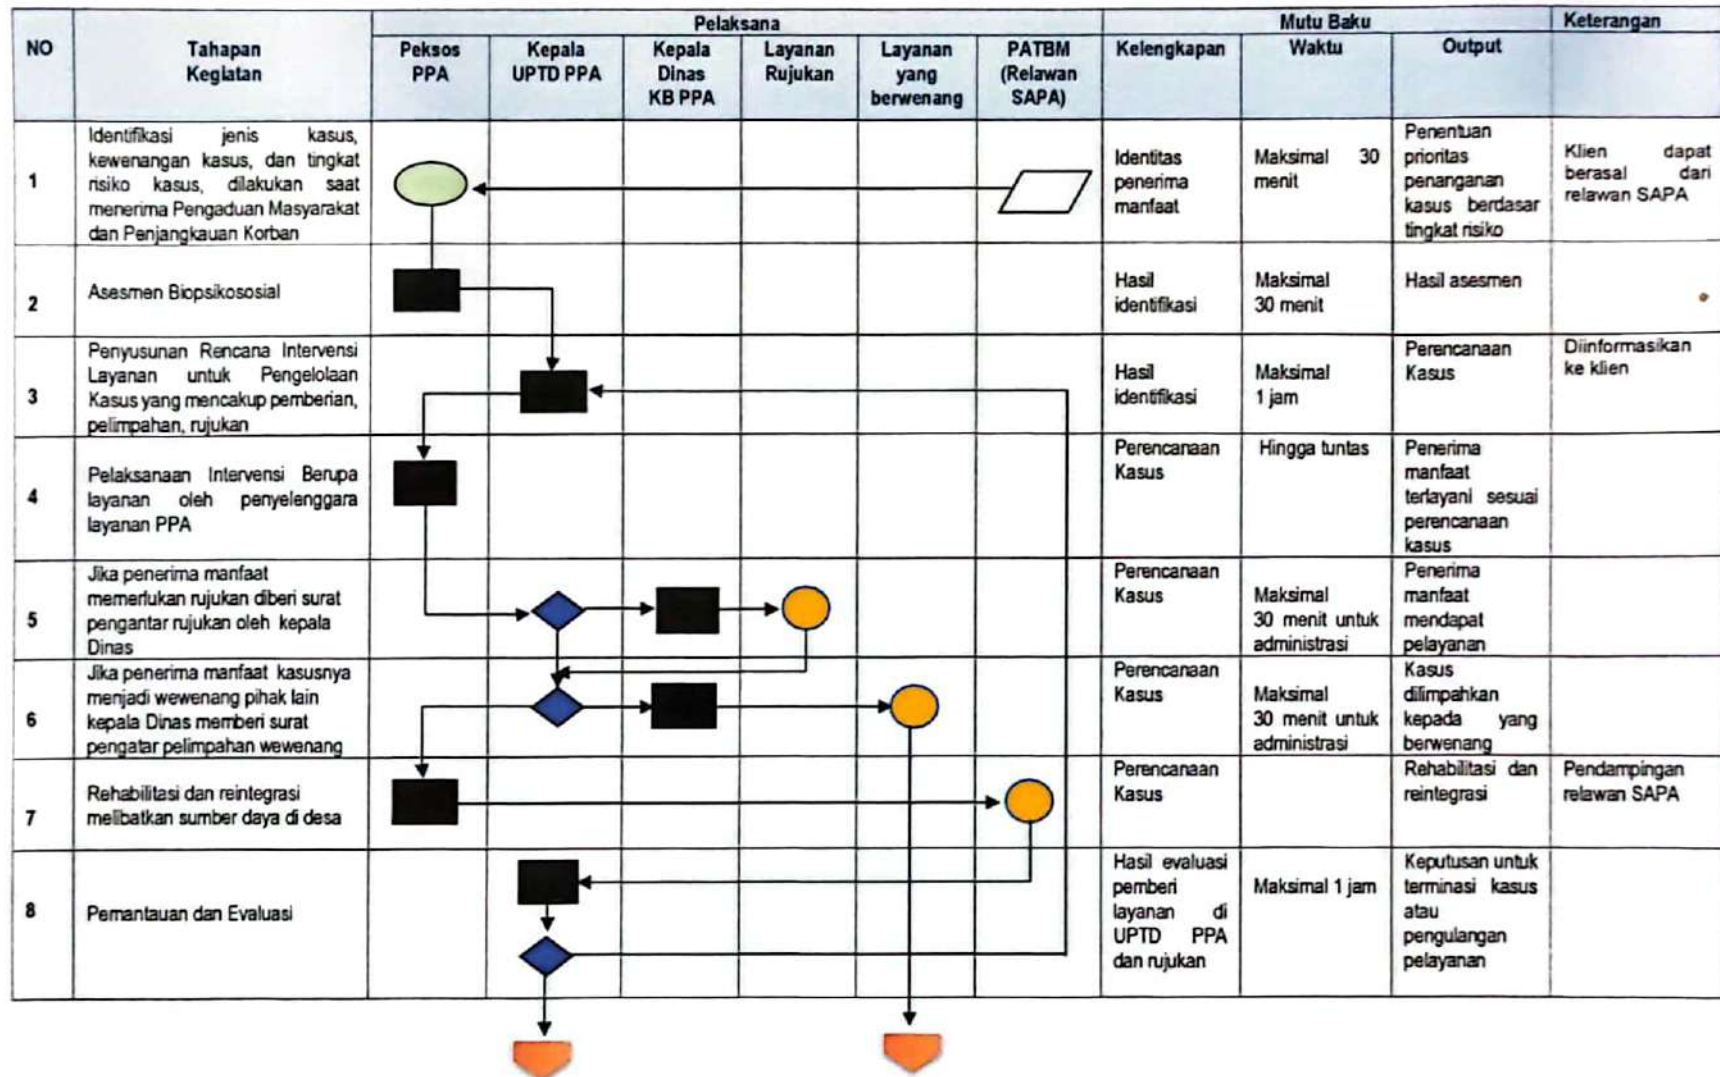 Pelaksana
Mutu Baku
Keterangan
NO
Tahapan
Kegiatan
Peksos
PPA
Kepala
UPTD PPA
Kepala
Dinas
KB PPA
Layanan
Rujukan
Layanan
yang
berwenang
PATBM
(Relawan
SAPA)
Kelengkapan
Waktu
Output
1
Identifikasi jenis kasus,
kewenangan kasus, dan tingkat
risiko kasus, dilakukan saat
menerima Pengaduan Masyarakat
dan Penjangkauan Korban
Identitas
penerima
manfaat
Maksimal 30
menit
Penentuan
prioritas
penanganan
kasus berdasar
tingkat risiko
Klien dapat
berasal dari
relawan SAPA
2
Asesmen Biopsikososial
Hasil
identifikasi
Maksimal
30 menit
Hasil asesmen
3
Penyusunan Rencana Intervensi
Layanan untuk Pengelolaan
Kasus yang mencakup pemberian,
pelimpahan, rujukan
Hasil
identifikasi
Maksimal
1 jam
Perencanaan
Kasus
Diinformasikan
ke klien
4
Pelaksanaan Intervensi Berupa
layanan oleh penyelenggara
layanan PPA
Perencanaan
Kasus
Hingga tuntas
Penerima
manfaat
terlayani sesuai
perencanaan
kasus
5
Jika penerima manfaat
memerlukan rujukan diberi surat
pengantar rujukan oleh kepala
Dinas
Perencanaan
Kasus
Maksimal
30 menit untuk
administrasi
Penerima
manfaat
mendapat
pelayanan
6
Jika penerima manfaat kasusnya
menjadi wewenang pihak lain
kepala Dinas memberi surat
pengatar pelimpahan wewenang
Perencanaan
Kasus
Maksimal
30 menit untuk
administrasi
Kasus
dilimpahkan
kepada yang
berwenang
7
Rehabilitasi dan reintegrasi
melibatkan sumber daya di desa
Perencanaan
Kasus
Rehabilitasi dan
reintegrasi
Pendampingan
relawan SAPA
8
Pemantauan dan Evaluasi
Hasil evaluasi
pemberi
layanan di
UPTD PPA
dan rujukan
Maksimal 1 jam
Keputusan untuk
terminasi kasus
atau
pengulangan
pelayanan